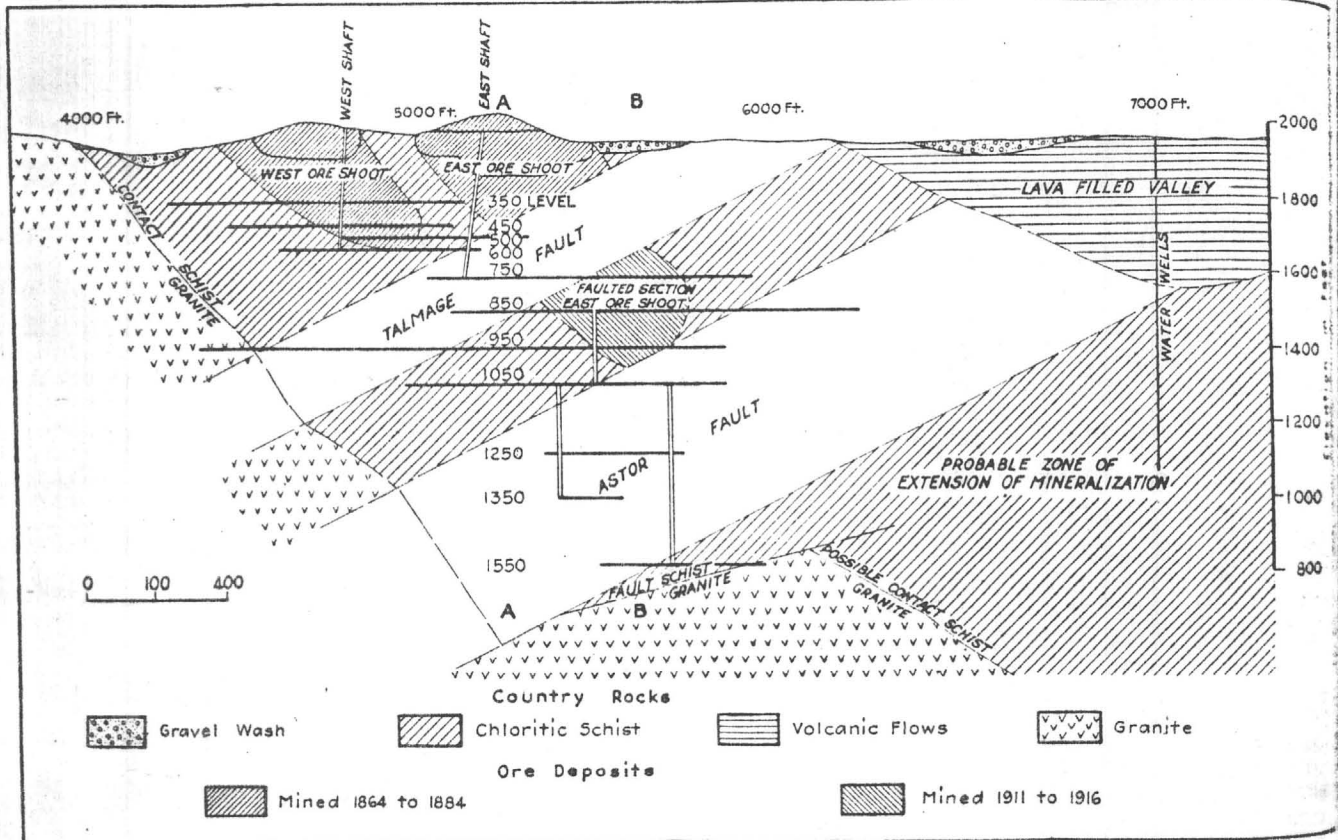 WEST SHAFT
EAST SHAFT
4000 Ft.
5000 Ft.
A
B
6000 Ft.
7000 Ft.
2000
WEST ORE SHOOT
EAST ORE SHOOT
LAVA FILLED VALLEY
350 LEVEL
1800
450
500
600
750
FAULT
CONTACT
SCHIST
GRANITE
1600
FAULTED SECTION
EAST ORE SHOOT
850
TALMAGE
WATER WELLS
950
1400
1050
1200
FAULT
1250
ASTOR
PROBABLE ZONE OF
EXTENSION OF MINERALIZATION
1350
1000
1550
800
0 100 400
FAULT SCHIST
GRANITE
POSSIBLE CONTACT SCHIST
GRANITE
A
B
Country Rocks
Gravel Wash
Chloritic Schist
Volcanic Flows
Granite
Ore Deposits
Mined 1864 to 1884
Mined 1911 to 1916